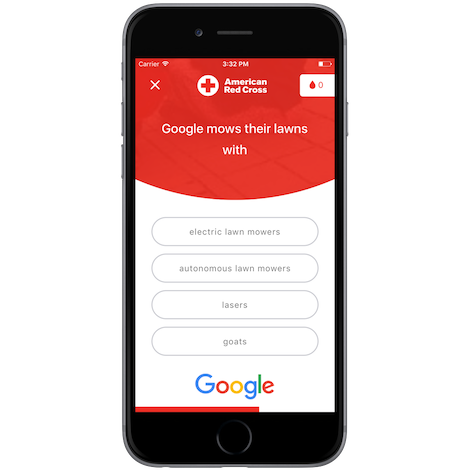 Carrier 3:32 PM
American
Red Cross
0
Google mows their lawns
with
electric lawn mowers
autonomous lawn mowers
lasers
goats
Google